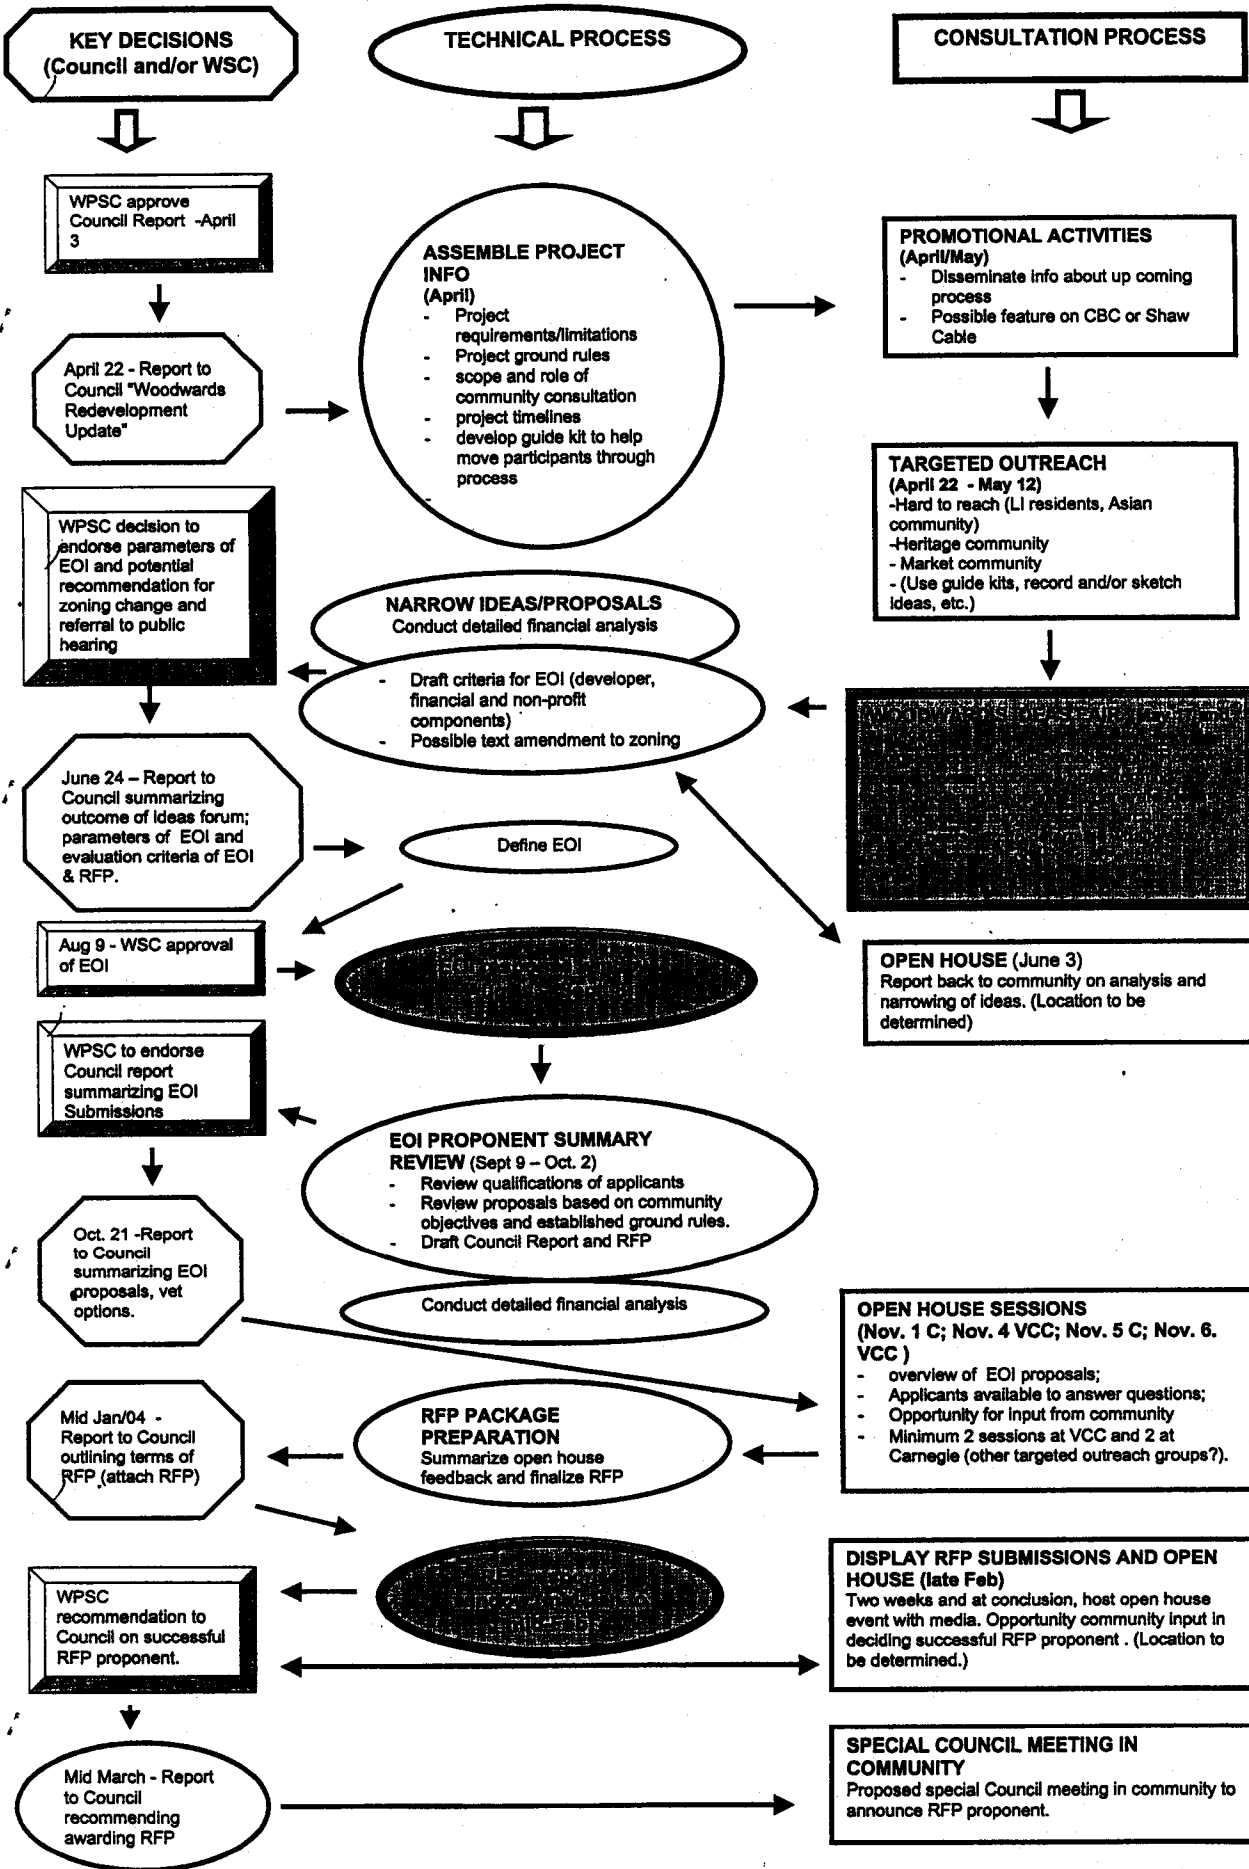 KEY DECISIONS
(Council and/or WSC)
TECHNICAL PROCESS
CONSULTATION PROCESS
WPSC approve
Council Report -April
3
ASSEMBLE PROJECT
INFO
(April)
- Project
requirements/limitations
- Project ground rules
- scope and role of
community consultation
- project timelines
- develop guide kit to help
move participants through
process
-
PROMOTIONAL ACTIVITIES
(April/May)
- Disseminate info about up coming
process
- Possible feature on CBC or Shaw
Cable
April 22 - Report to
Council "Woodwards
Redevelopment
Update"
TARGETED OUTREACH
(April 22 - May 12)
-Hard to reach (LI residents, Asian
community)
-Heritage community
- Market community
- (Use guide kits, record and/or sketch
ideas, etc.)
WPSC decision to
endorse parameters of
EOI and potential
recommendation for
zoning change and
referral to public
hearing
NARROW IDEAS/PROPOSALS
Conduct detailed financial analysis
- Draft criteria for EOI (developer,
financial and non-profit
components)
- Possible text amendment to zoning
IDEAS FAIR
June 24 – Report to
Council summarizing
outcome of ideas forum;
parameters of EOI and
evaluation criteria of EOI
& RFP.
Define EOI
Aug 9 - WSC approval
of EOI
OPEN HOUSE (June 3)
Report back to community on analysis and
narrowing of ideas. (Location to be
determined)
WPSC to endorse
Council report
summarizing EOI
Submissions
EOI PROPONENT SUMMARY
REVIEW (Sept 9 – Oct. 2)
- Review qualifications of applicants
- Review proposals based on community
objectives and established ground rules.
- Draft Council Report and RFP
Oct. 21 -Report
to Council
summarizing EOI
proposals, vet
options.
Conduct detailed financial analysis
OPEN HOUSE SESSIONS
(Nov. 1 C; Nov. 4 VCC; Nov. 5 C; Nov. 6.
VCC )
- overview of EOI proposals;
- Applicants available to answer questions;
- Opportunity for input from community
- Minimum 2 sessions at VCC and 2 at
Carnegie (other targeted outreach groups?).
Mid Jan/04 -
Report to Council
outlining terms of
RFP (attach RFP)
RFP PACKAGE
PREPARATION
Summarize open house
feedback and finalize RFP
DISPLAY RFP SUBMISSIONS AND OPEN
HOUSE (late Feb)
Two weeks and at conclusion, host open house
event with media. Opportunity community input in
deciding successful RFP proponent . (Location to
be determined.)
WPSC
recommendation to
Council on successful
RFP proponent.
Mid March - Report
to Council
recommending
awarding RFP
SPECIAL COUNCIL MEETING IN
COMMUNITY
Proposed special Council meeting in community to
announce RFP proponent.